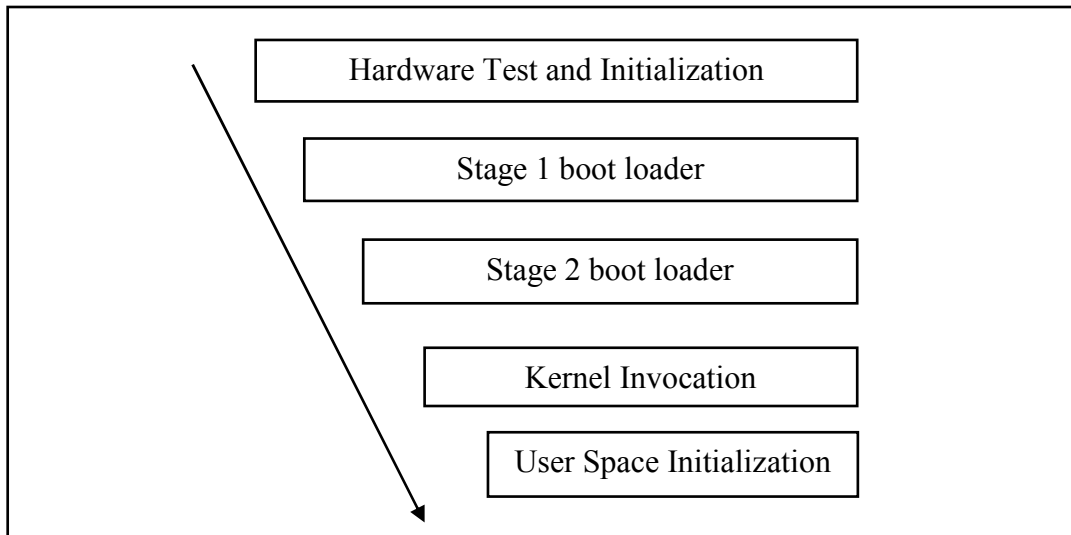 Hardware Test and Initialization
Stage 1 boot loader
Stage 2 boot loader
Kernel Invocation
User Space Initialization